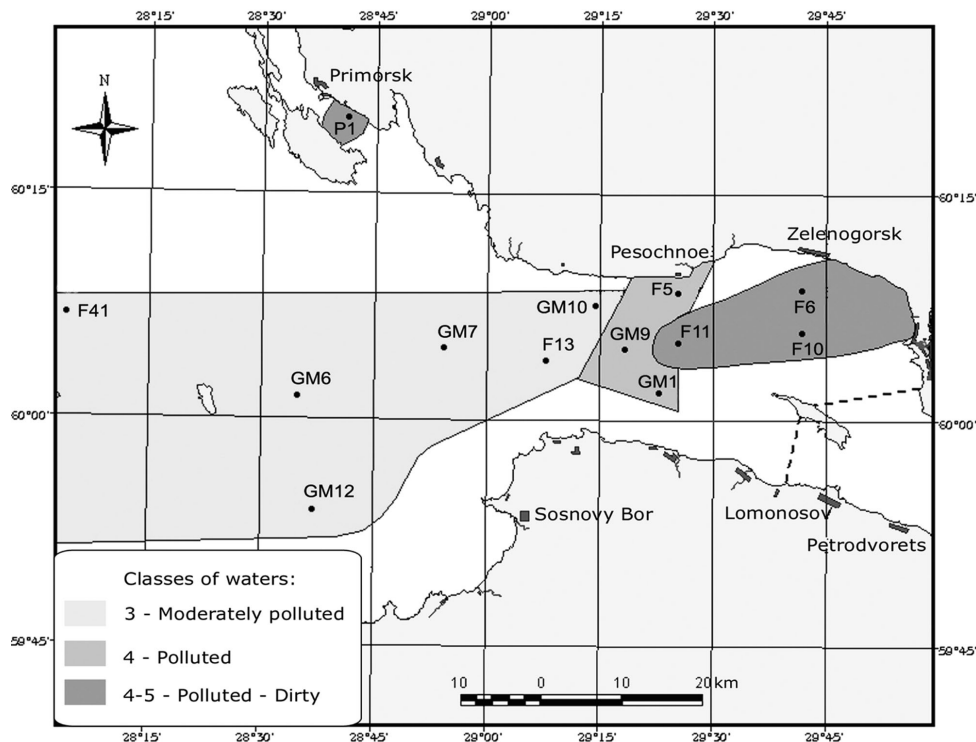 28°15' 28°30' 28°45' 29°00' 29°15' 29°30' 29°45'
N
Primorsk
P1
60°15' 60°15'
Zelenogorsk
Pesochnoe
F5
F6
GM10
F41
GM7
GM9
F11
F13
F10
GM6
GM1
60°00' 60°00'
GM12
Sosnovy Bor
Lomonosov
Petrodvorets
Classes of waters:
3 - Moderately polluted
4 - Polluted
4-5 - Polluted - Dirty
59°45' 59°45'
10 0 10 20 km
28°15' 28°30' 28°45' 29°00' 29°15' 29°30' 29°45'